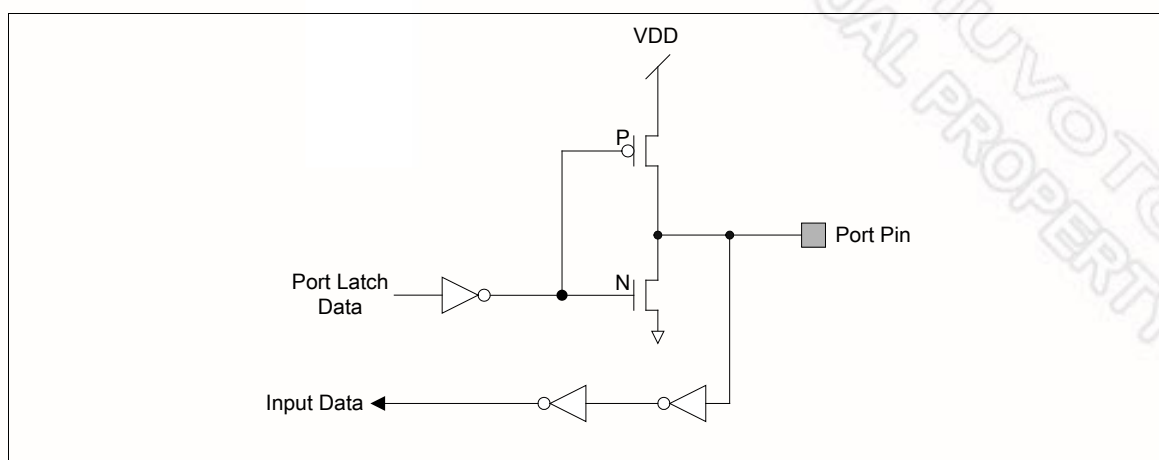 VDD
P
Port Pin
N
Port Latch
Data
Input Data